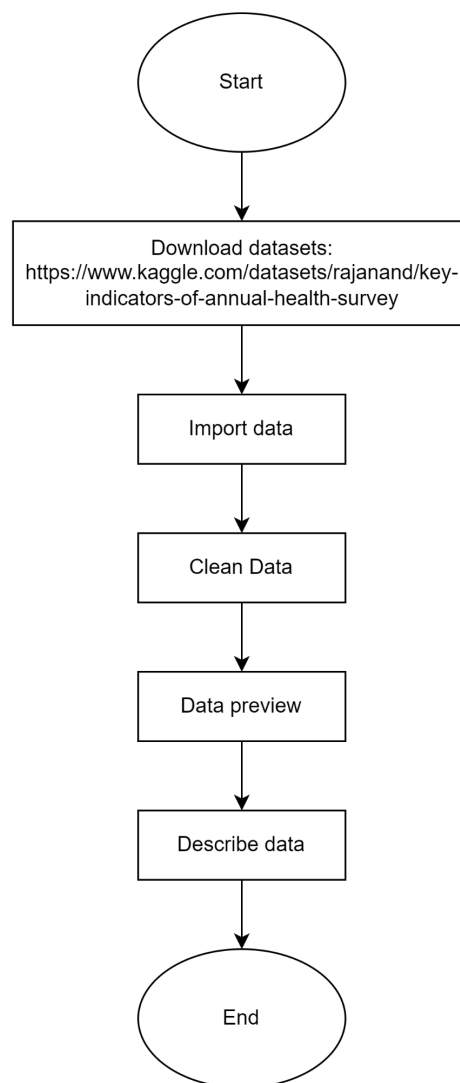 Start
Download datasets:
https://www.kaggle.com/datasets/rajanand/key-
indicators-of-annual-health-survey
Import data
Clean Data
Data preview
Describe data
End